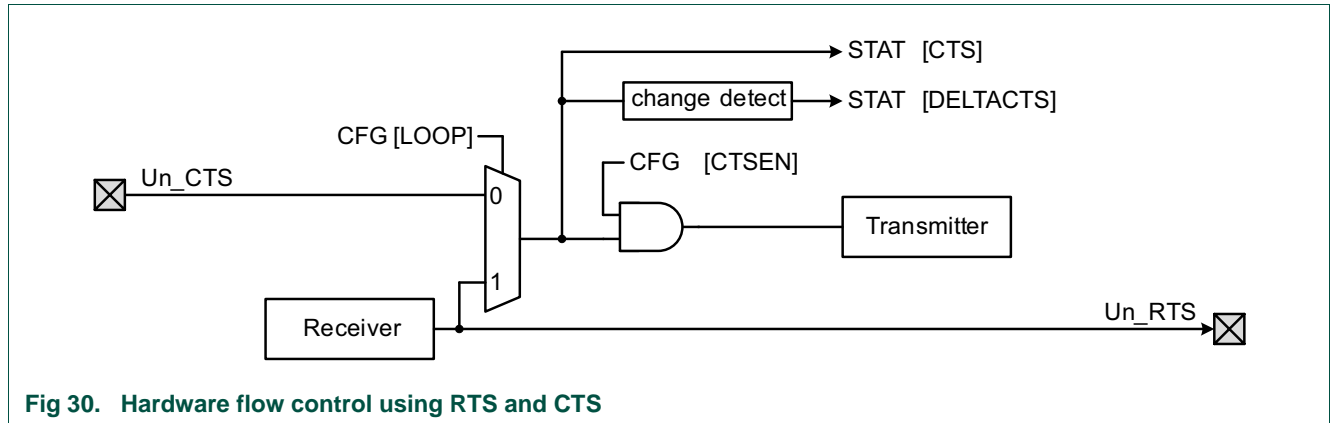 STAT [CTS]
change detect
STAT [DELTACTS]
CFG [LOOP]
CFG [CTSEN]
Un_CTS
0
Transmitter
1
Receiver
Un_RTS
Fig 30. Hardware flow control using RTS and CTS